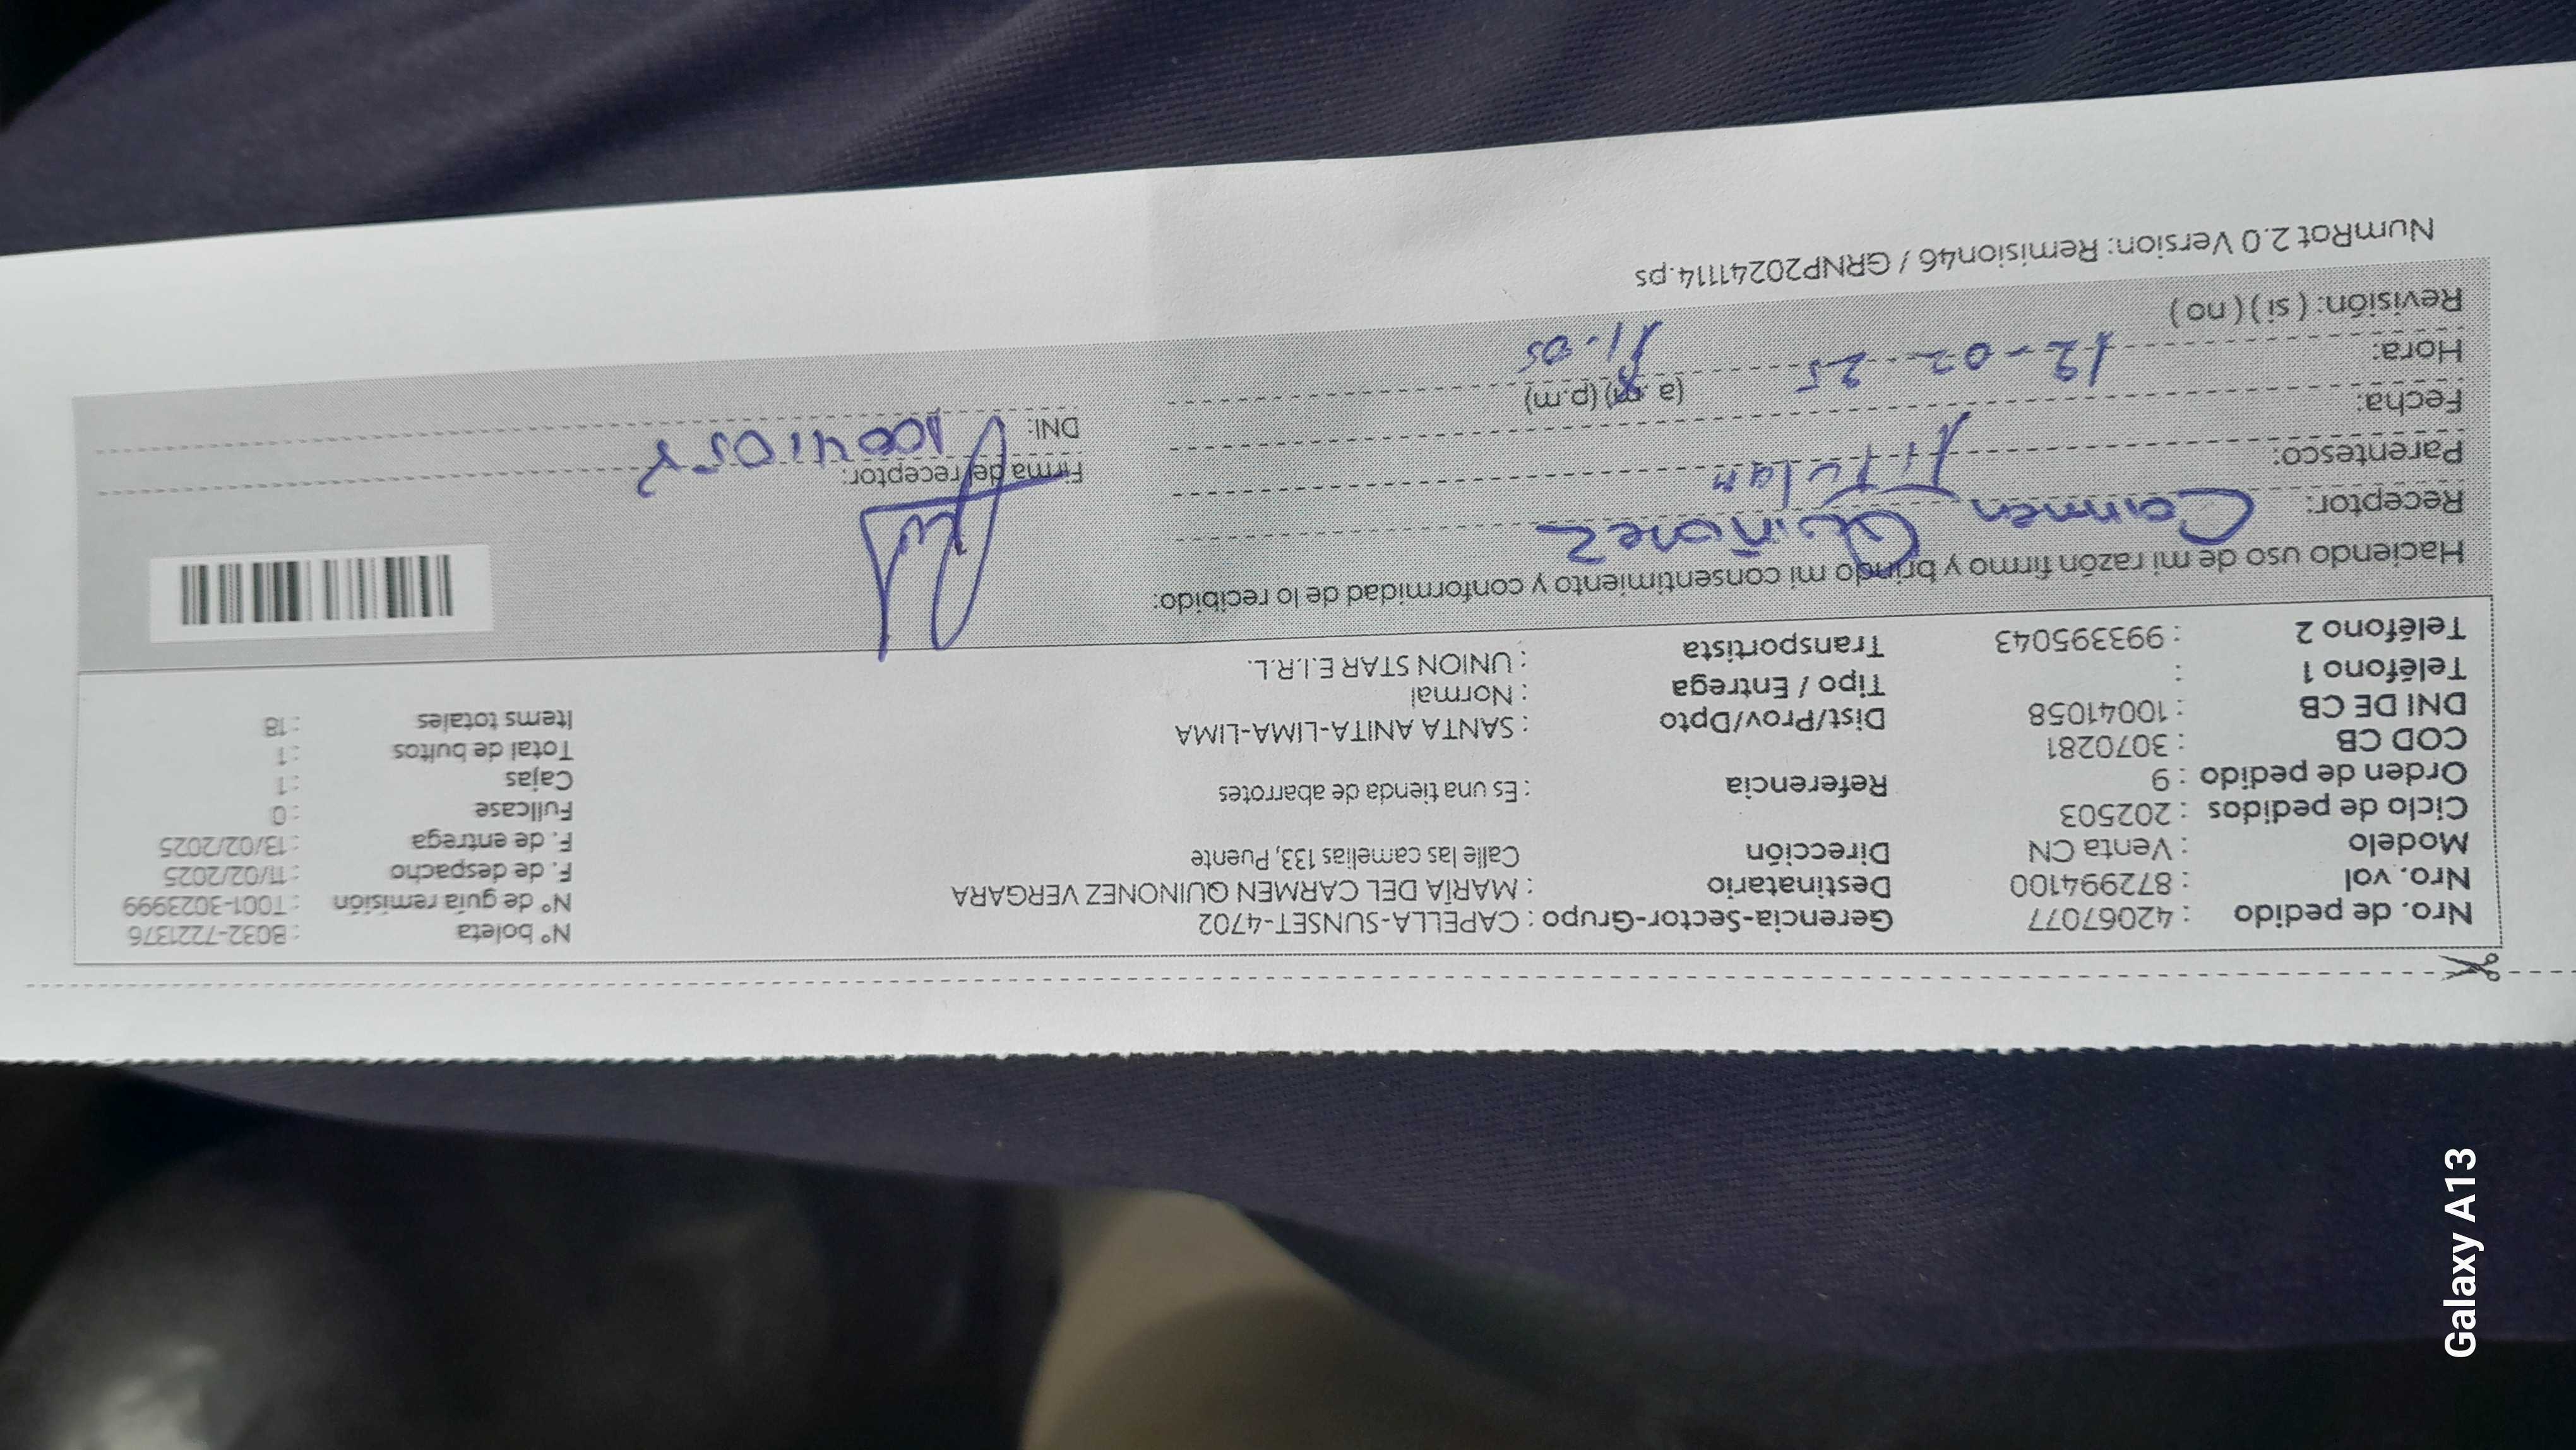 Nro. de pedido : 42067077 Gerencia-Sector-Grupo : CAPELLA-SUNSET-4702 N° boleta : B032-7221376
Nro. vol : 872994100 Destinatario : MARÍA DEL CARMEN QUINONEZ VERGARA N° de guía remisión : T001-3023999
Modelo : Venta CN Dirección Calle las camelias 133, Puente F. de despacho : 11/02/2025
Ciclo de pedidos : 202503 F. de entrega : 13/02/2025
Orden de pedido : 9 Referencia : Es una tienda de abarrotes Fullcase : 0
COD CB : 3070281 Cajas : 1
DNI DE CB : 10041058 Dist/Prov/Dpto : SANTA ANITA-LIMA-LIMA Total de bultos : 1
Teléfono 1 : Tipo / Entrega : Normal Items totales : 18
Teléfono 2 : 993395043 Transportista : UNION STAR E.I.R.L.
Haciendo uso de mi razón firmo y brindo mi consentimiento y conformidad de lo recibido:
Receptor: Carmen Quiñonez
Parentesco: Titular Firma del receptor:
Fecha: 12-02-25 DNI: 10041058
Hora: 11-05 (a.m) (p.m)
Revisión: ( si ) ( no )
NumRot 2.0 Version: Remision46 / GRNP20241114.ps
Galaxy A13